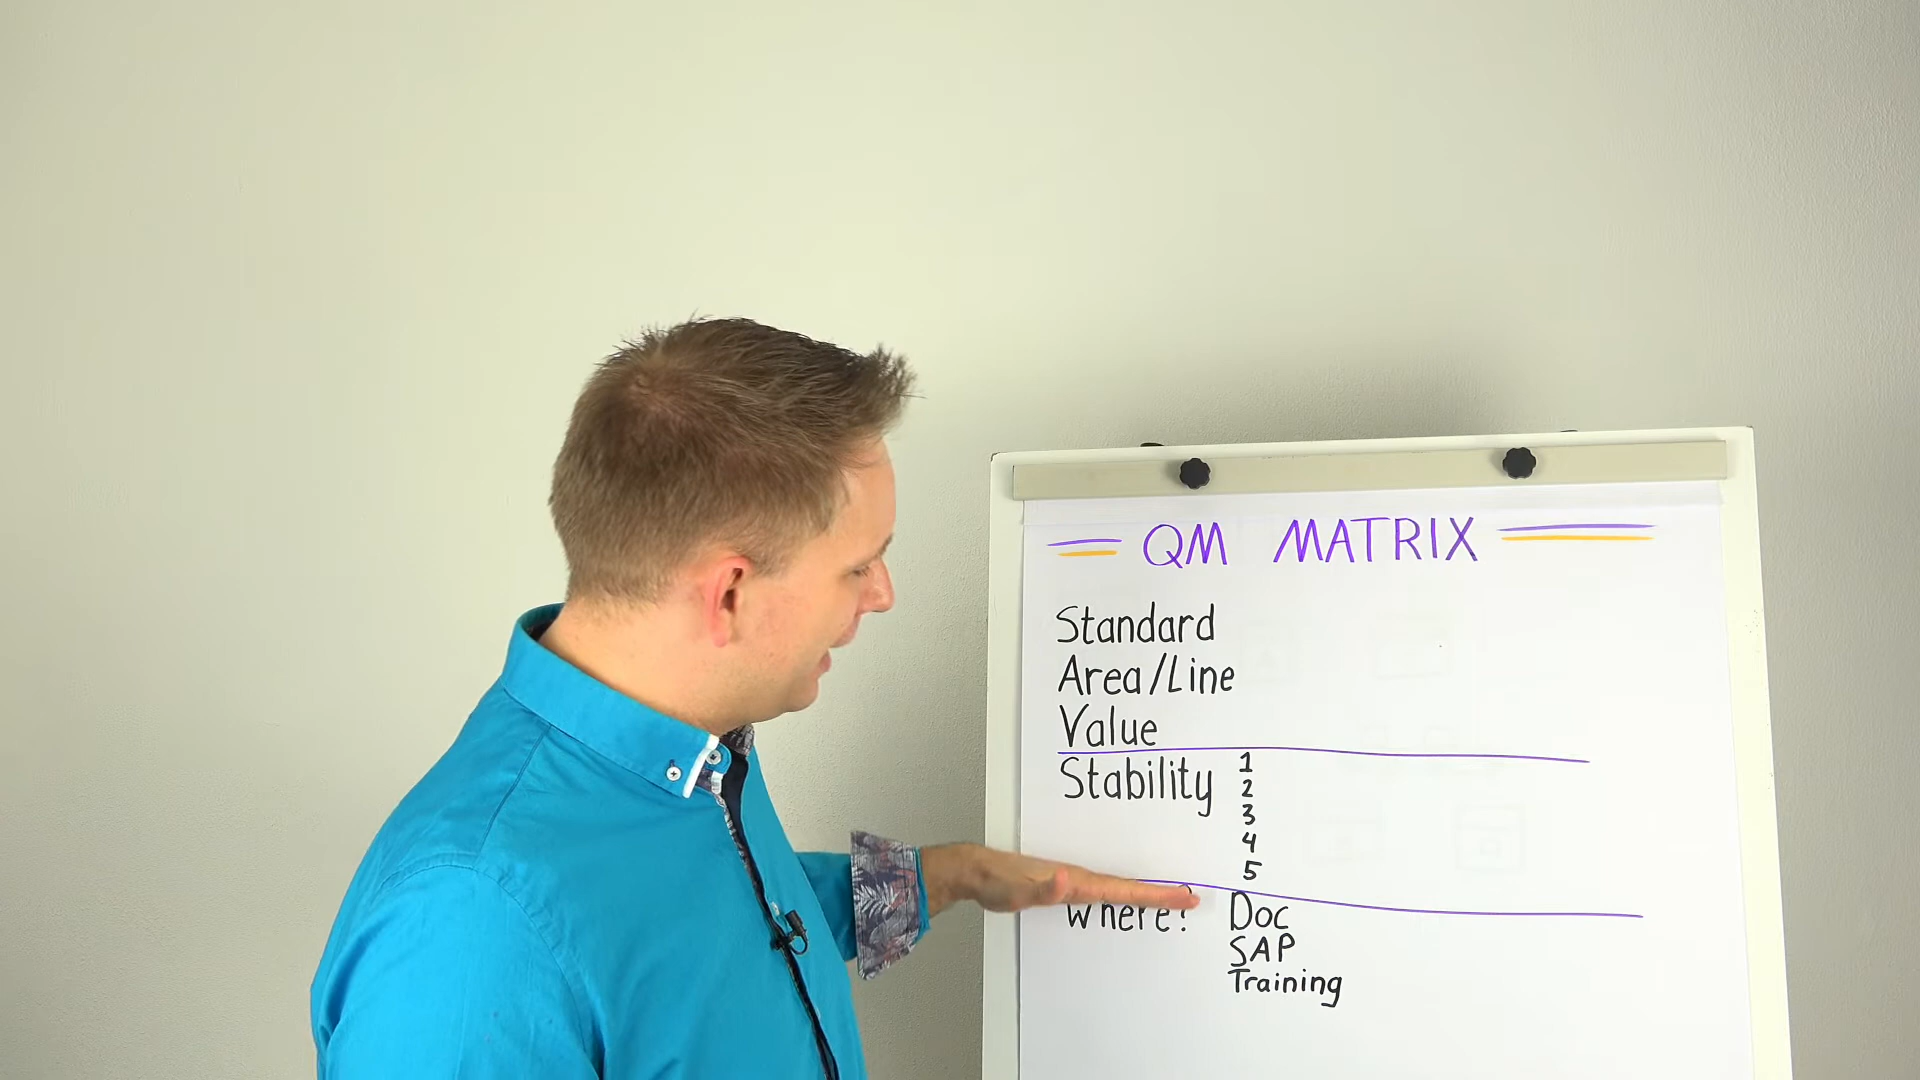 QM MATRIX
Standard
Area/Line
Value
Stability 1
2
3
4
5
Where? Doc
SAP
Training